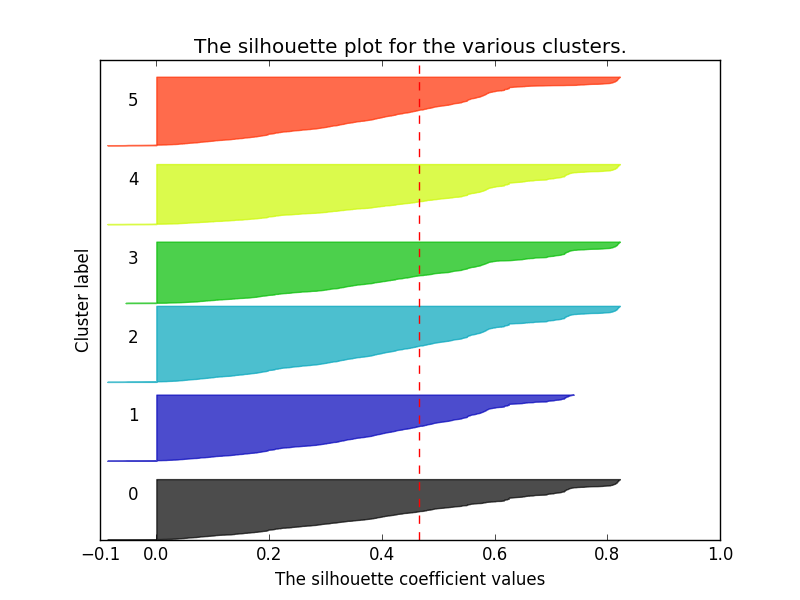 The silhouette plot for the various clusters.
5
4
3
2
1
0
Cluster label
−0.1 0.0 0.2 0.4 0.6 0.8 1.0
The silhouette coefficient values